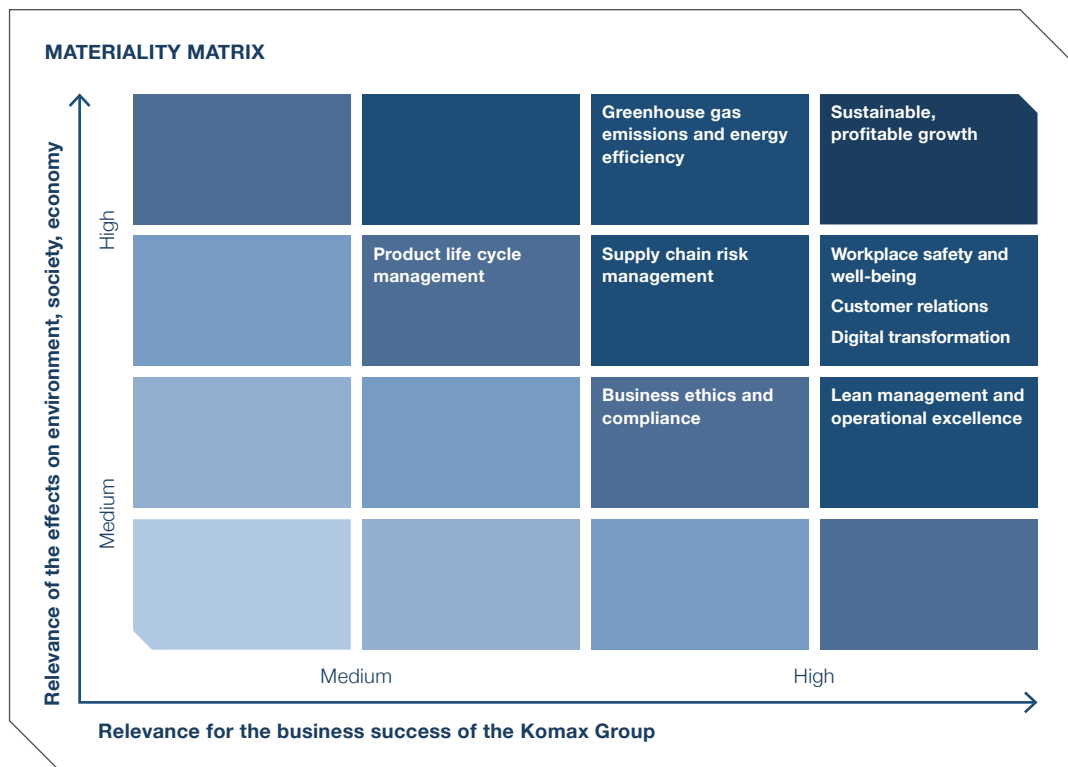 MATERIALITY MATRIX
Relevance of the effects on environment, society, economy
High
Medium
Greenhouse gas
emissions and energy
efficiency
Sustainable,
profitable growth
Product life cycle
management
Supply chain risk
management
Workplace safety and
well-being
Customer relations
Digital transformation
Business ethics and
compliance
Lean management and
operational excellence
Medium
High
Relevance for the business success of the Komax Group